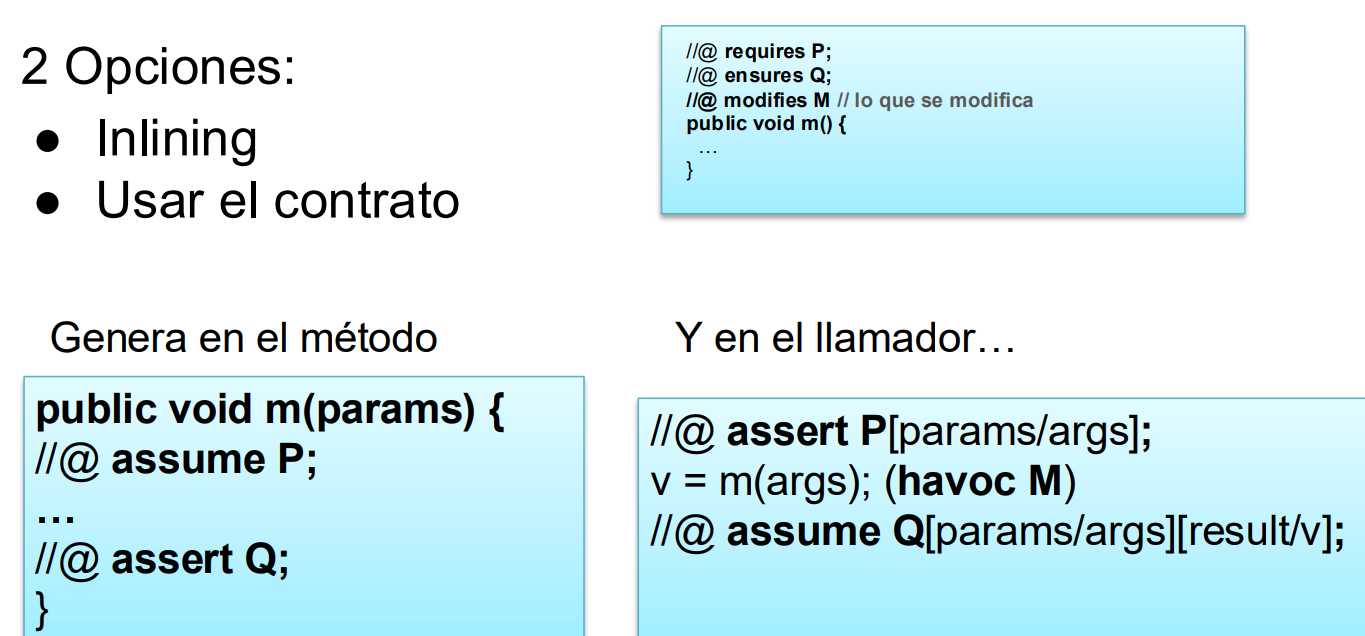 2 Opciones:
● Inlining
● Usar el contrato
//@ requires P;
//@ ensures Q;
//@ modifies M // lo que se modifica
public void m() {
…
}
Genera en el método
public void m(params) {
//@ assume P;
…
//@ assert Q;
}
Y en el llamador…
//@ assert P[params/args];
v = m(args); (havoc M)
//@ assume Q[params/args][result/v];